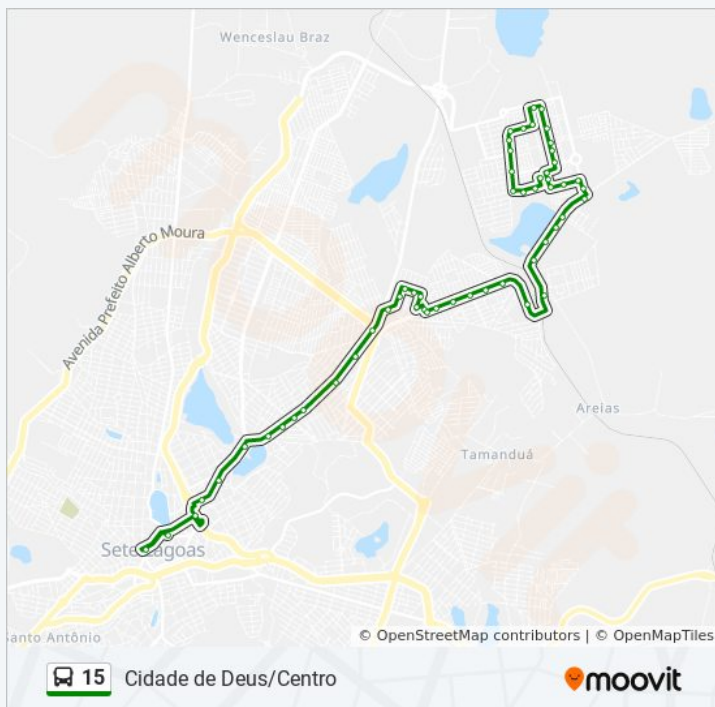 Wenceslau Braz
Avenida Prefeito Alberto Moura
Areias
Tamanduá
Sete Lagoas
Santo Antônio
© OpenStreetMap contributors | © OpenMapTiles
15 Cidade de Deus/Centro
moovit